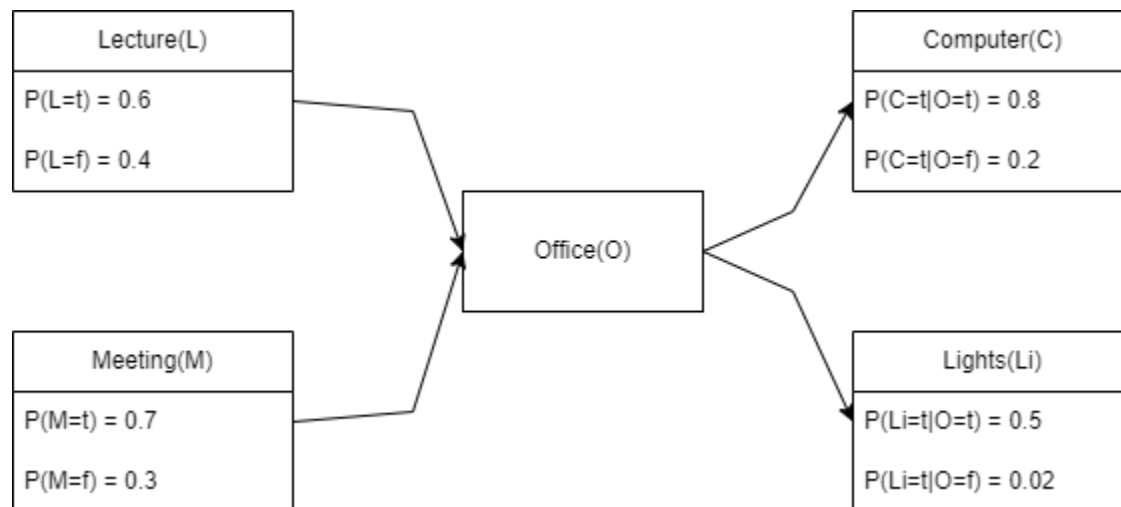 Lecture(L)
P(L=t) = 0.6
P(L=f) = 0.4
Meeting(M)
P(M=t) = 0.7
P(M=f) = 0.3
Office(O)
Computer(C)
P(C=t|O=t) = 0.8
P(C=t|O=f) = 0.2
Lights(Li)
P(Li=t|O=t) = 0.5
P(Li=t|O=f) = 0.02